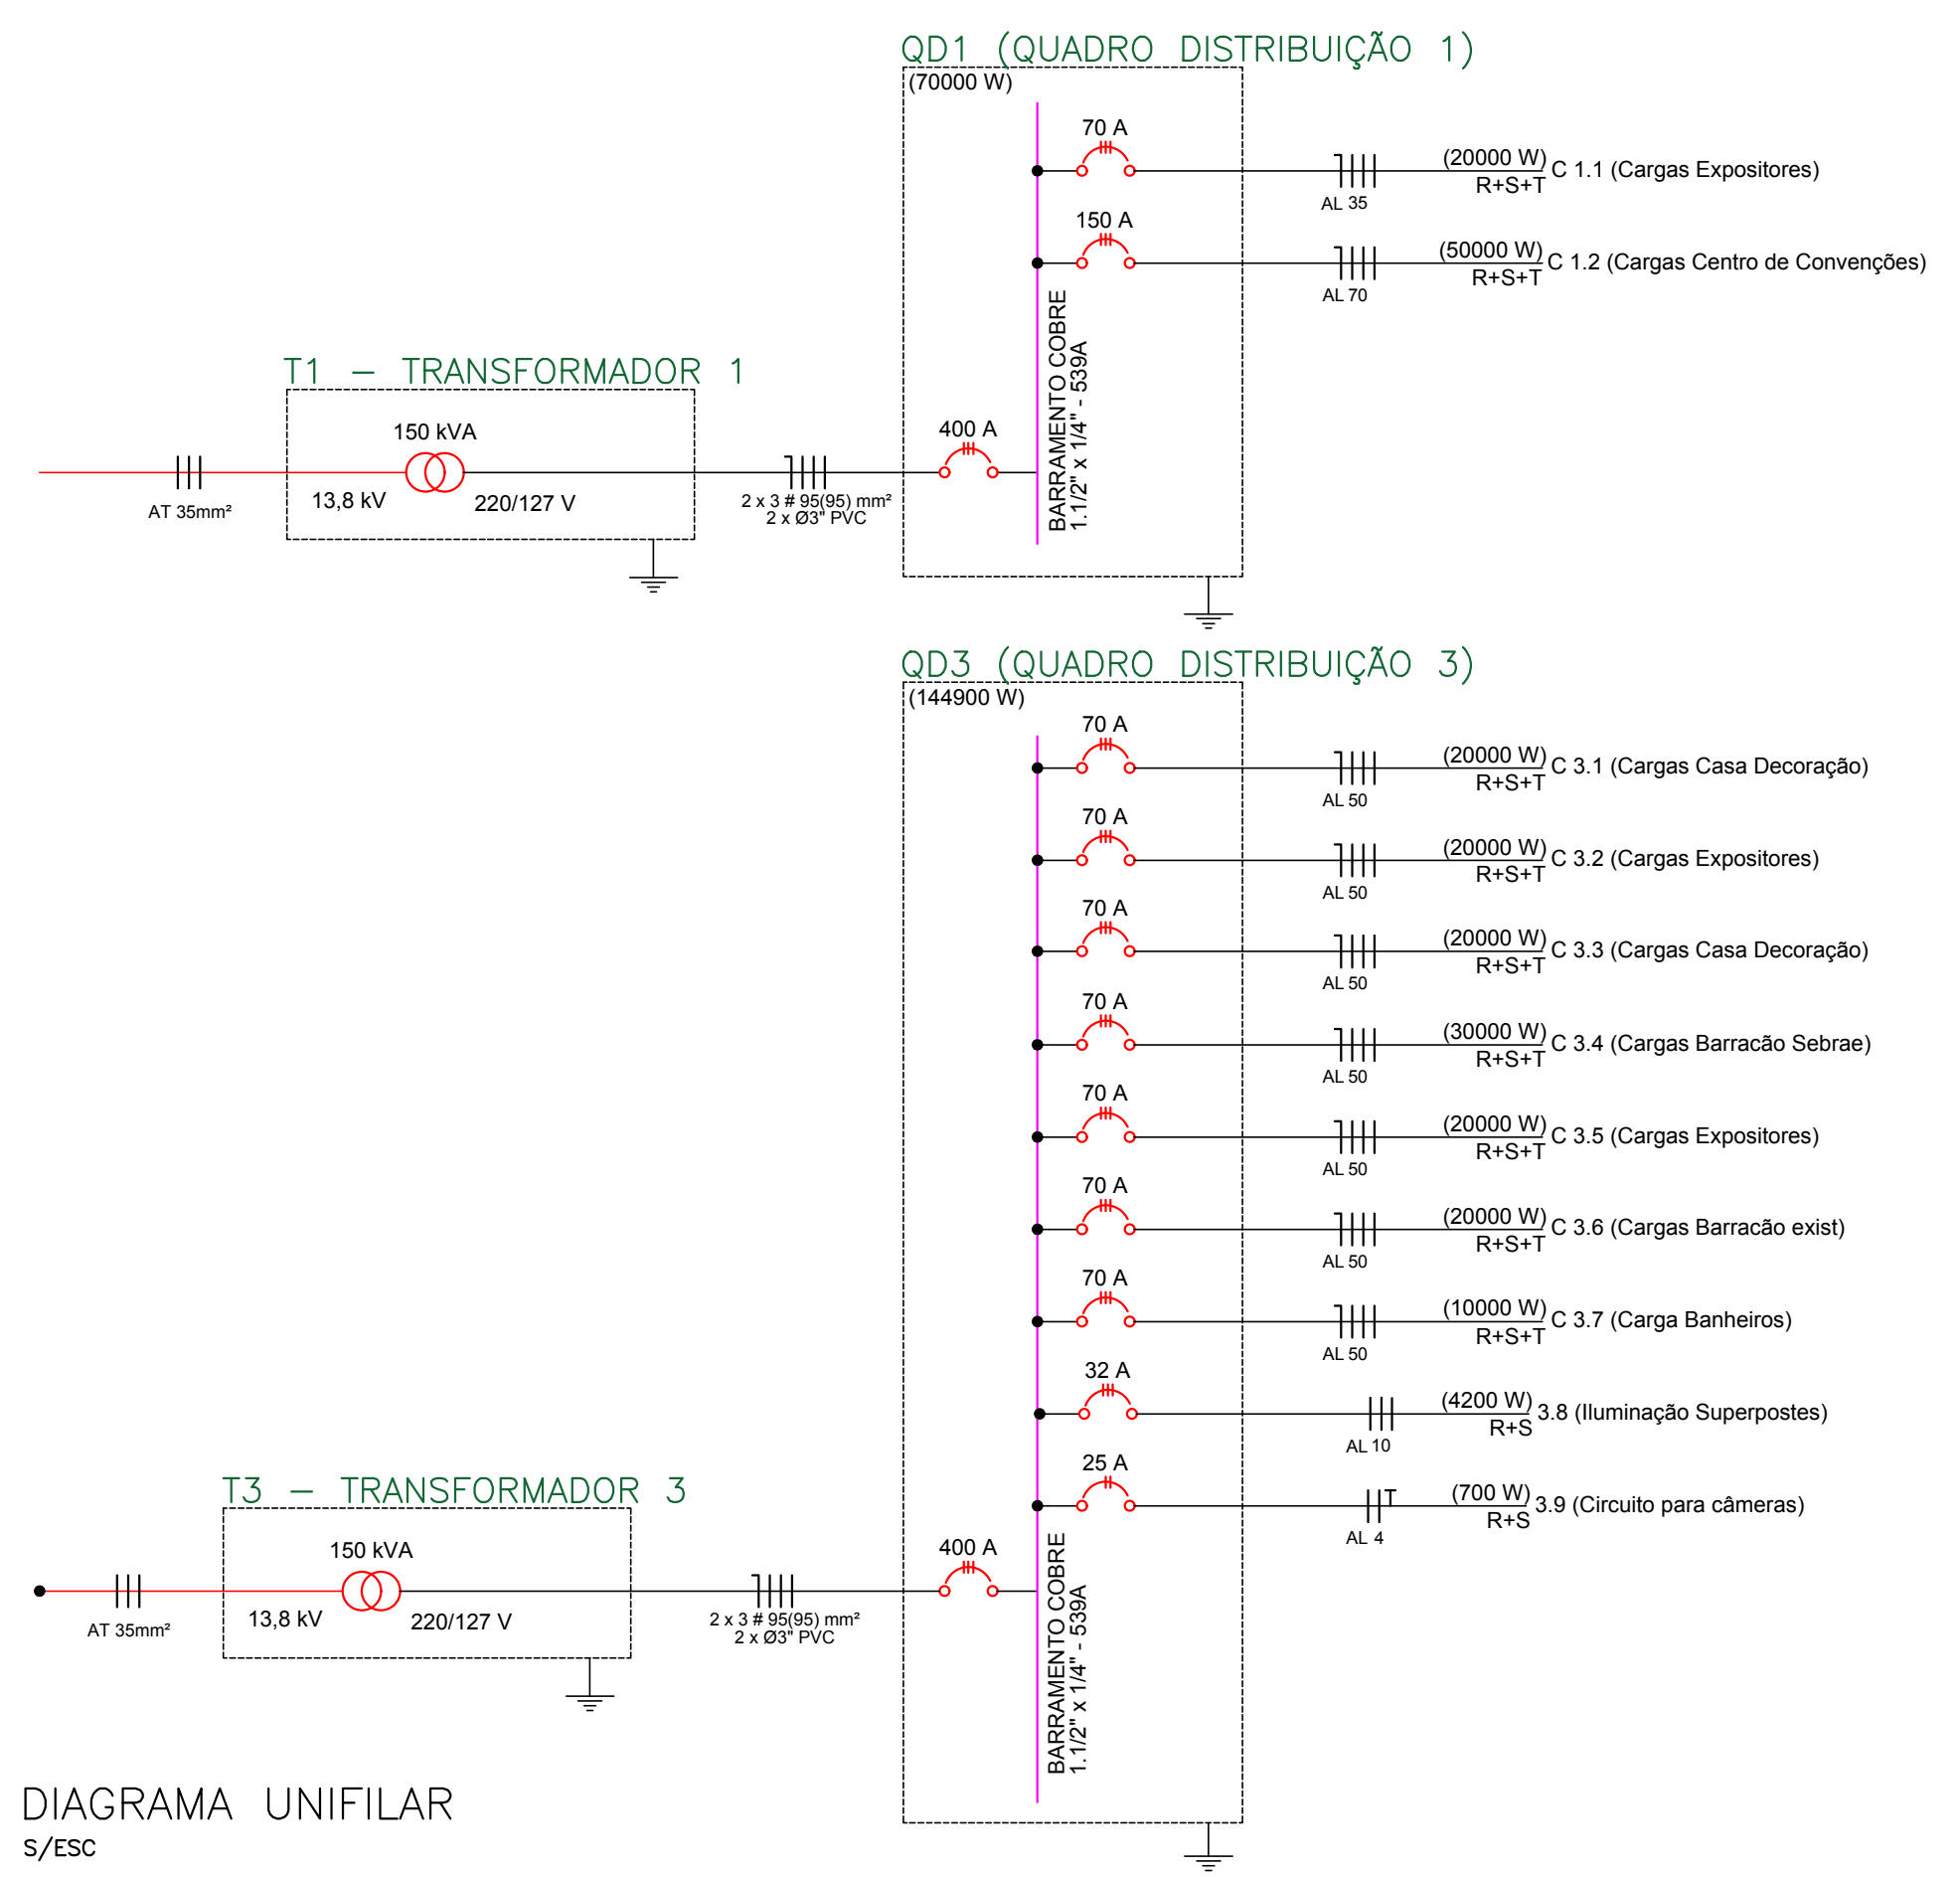 QD1 (QUADRO DISTRIBUIÇÃO 1)
(70000 W)
70 A
(20000 W)
C 1.1 (Cargas Expositores)
R+S+T
AL 35
150 A
(50000 W)
C 1.2 (Cargas Centro de Convenções)
R+S+T
AL 70
BARRAMENTO COBRE
1.1/2" x 1/4" - 539A
T1 - TRANSFORMADOR 1
150 kVA
400 A
13,8 kV
220/127 V
AT 35mm²
2 x 3 # 95(95) mm²
2 x Ø3" PVC
QD3 (QUADRO DISTRIBUIÇÃO 3)
(144900 W)
70 A
(20000 W)
C 3.1 (Cargas Casa Decoração)
R+S+T
AL 50
70 A
(20000 W)
C 3.2 (Cargas Expositores)
R+S+T
AL 50
70 A
(20000 W)
C 3.3 (Cargas Casa Decoração)
R+S+T
AL 50
70 A
(30000 W)
C 3.4 (Cargas Barracão Sebrae)
R+S+T
AL 50
70 A
(20000 W)
C 3.5 (Cargas Expositores)
R+S+T
AL 50
70 A
(20000 W)
C 3.6 (Cargas Barracão exist)
R+S+T
AL 50
70 A
(10000 W)
C 3.7 (Carga Banheiros)
R+S+T
AL 50
32 A
(4200 W)
3.8 (Iluminação Superpostes)
R+S
AL 10
25 A
T
(700 W)
3.9 (Circuito para câmeras)
R+S
AL 4
T3 - TRANSFORMADOR 3
150 kVA
400 A
13,8 kV
220/127 V
AT 35mm²
2 x 3 # 95(95) mm²
2 x Ø3" PVC
BARRAMENTO COBRE
1.1/2" x 1/4" - 539A
DIAGRAMA UNIFILAR
S/ESC